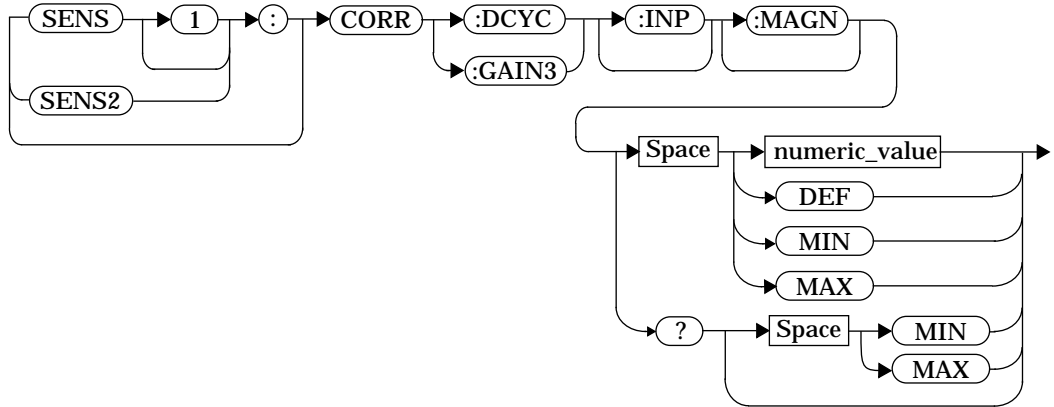 SENS 1 : CORR :DCYC :INP :MAGN
:GAIN3
SENS2
Space numeric_value
DEF
MIN
MAX
? Space MIN
MAX